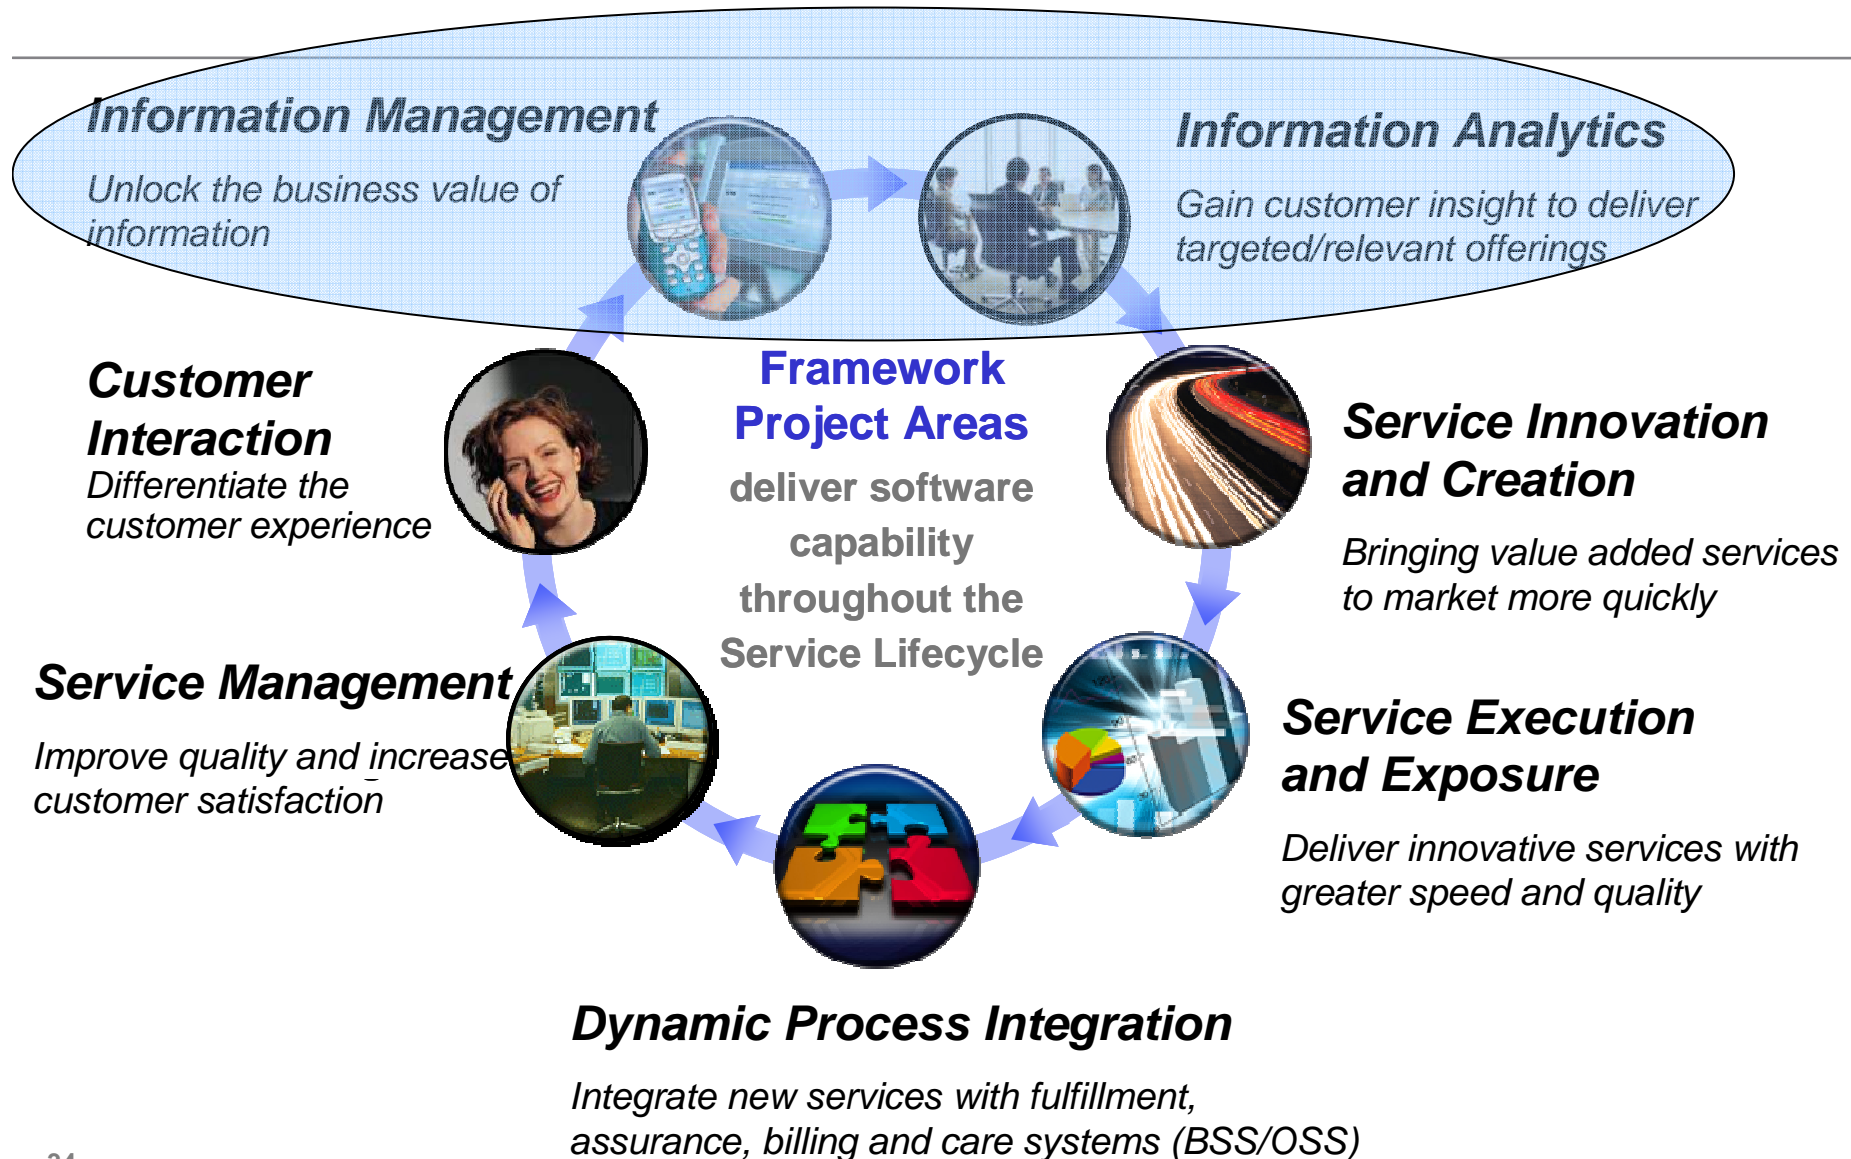 Information Management
Unlock the business value of
information
Information Analytics
Gain customer insight to deliver
targeted/relevant offerings
Customer
Interaction
Differentiate the
customer experience
Framework
Project Areas
deliver software
capability
throughout the
Service Lifecycle
Service Innovation
and Creation
Bringing value added services
to market more quickly
Service Management
Improve quality and increase
customer satisfaction
Service Execution
and Exposure
Deliver innovative services with
greater speed and quality
Dynamic Process Integration
Integrate new services with fulfillment,
assurance, billing and care systems (BSS/OSS)